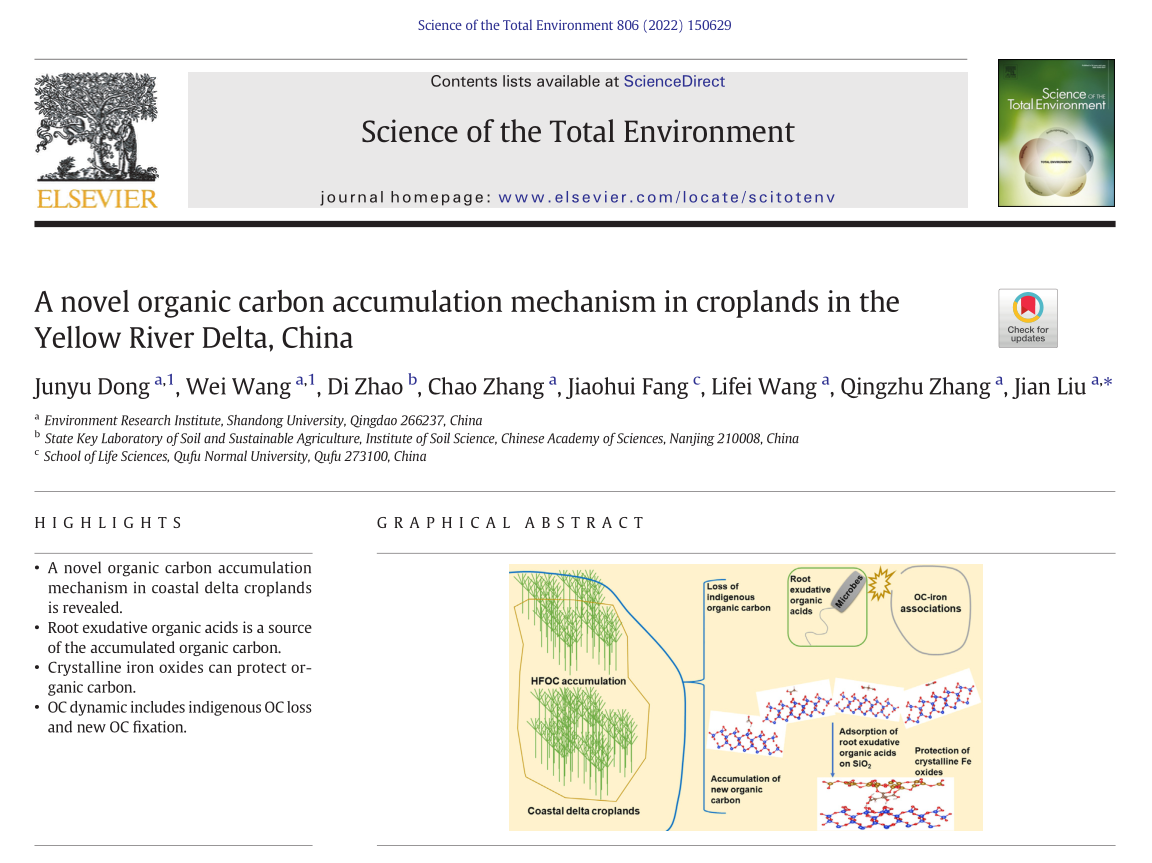 Science of the Total Environment 806 (2022) 150629
Contents lists available at ScienceDirect
Science of the Total Environment
journal homepage: www.elsevier.com/locate/scitotenv
ELSEVIER
Science OF THE
Total Environment
TOTAL ENVIRONMENT
A novel organic carbon accumulation mechanism in croplands in the
Yellow River Delta, China
Check for
updates
Junyu Dong a,1, Wei Wang a,1, Di Zhao b, Chao Zhang a, Jiaohui Fang c, Lifei Wang a, Qingzhu Zhang a, Jian Liu a,*
a Environment Research Institute, Shandong University, Qingdao 266237, China
b State Key Laboratory of Soil and Sustainable Agriculture, Institute of Soil Science, Chinese Academy of Sciences, Nanjing 210008, China
c School of Life Sciences, Qufu Normal University, Qufu 273100, China
HIGHLIGHTS
• A novel organic carbon accumulation
mechanism in coastal delta croplands
is revealed.
• Root exudative organic acids is a source
of the accumulated organic carbon.
• Crystalline iron oxides can protect or-
ganic carbon.
• OC dynamic includes indigenous OC loss
and new OC fixation.
GRAPHICAL ABSTRACT
HFOC accumulation
Coastal delta croplands
Loss of
indigenous
organic carbon
Root
exudative
organic
acids
Microbes
OC-iron
associations
Adsorption of
root exudative
organic acids
on SiO2
Protection of
crystalline Fe
oxides
Accumulation of
new organic
carbon